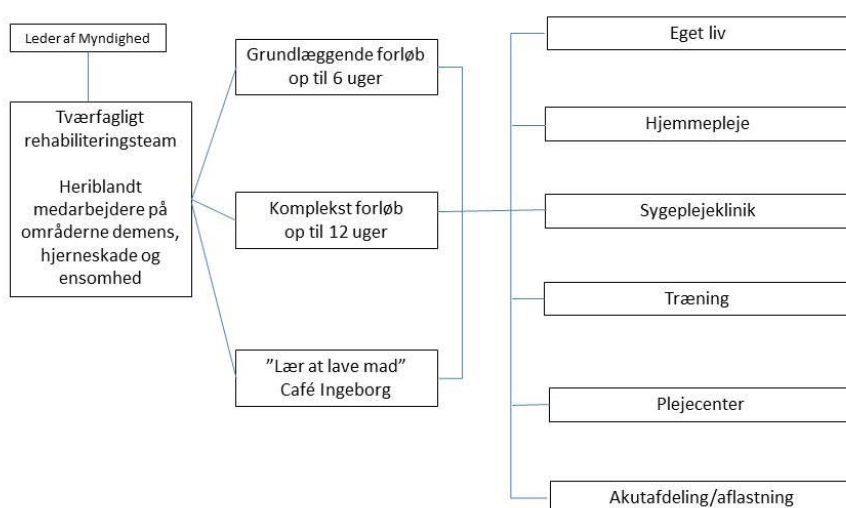 Leder af Myndighed
Tværfagligt
rehabiliteringsteam
Heriblandt
medarbejdere på
områderne demens,
hjerneskade og
ensomhed
Grundlæggende forløb
op til 6 uger
Komplekst forløb
op til 12 uger
”Lær at lave mad”
Café Ingeborg
Eget liv
Hjemmepleje
Sygeplejeklinik
Træning
Plejecenter
Akutafdeling/aflastning